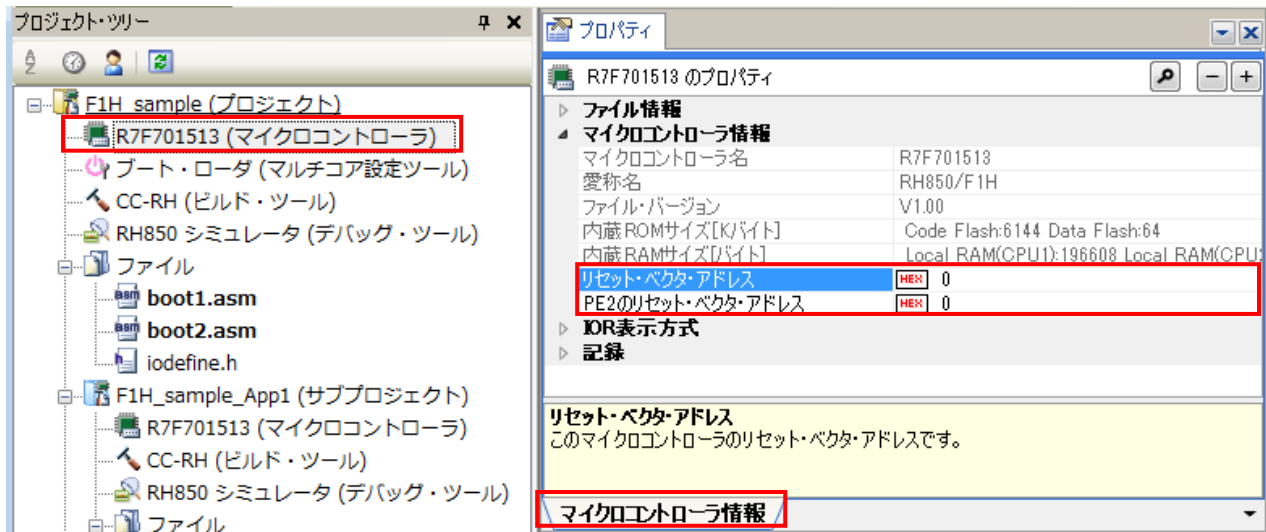 プロジェクト・ツリー
F1H_sample (プロジェクト)
R7F701513 (マイクロコントローラ)
ブート・ローダ (マルチコア設定ツール)
CC-RH (ビルド・ツール)
RH850 シミュレータ (デバッグ・ツール)
ファイル
boot1.asm
boot2.asm
iodefine.h
F1H_sample_App1 (サブプロジェクト)
R7F701513 (マイクロコントローラ)
CC-RH (ビルド・ツール)
RH850 シミュレータ (デバッグ・ツール)
ファイル
プロパティ
R7F701513 のプロパティ
ファイル情報
マイクロコントローラ情報
マイクロコントローラ名 R7F701513
愛称名 RH850/F1H
ファイル・バージョン V1.00
内蔵ROMサイズ[Kバイト] Code Flash:6144 Data Flash:64
内蔵RAMサイズ[バイト] Local RAM(CPU1):196608 Local RAM(CPU
リセット・ベクタ・アドレス HEX 0
PE2のリセット・ベクタ・アドレス HEX 0
IOR表示方式
記録
リセット・ベクタ・アドレス
このマイクロコントローラのリセット・ベクタ・アドレスです。
マイクロコントローラ情報